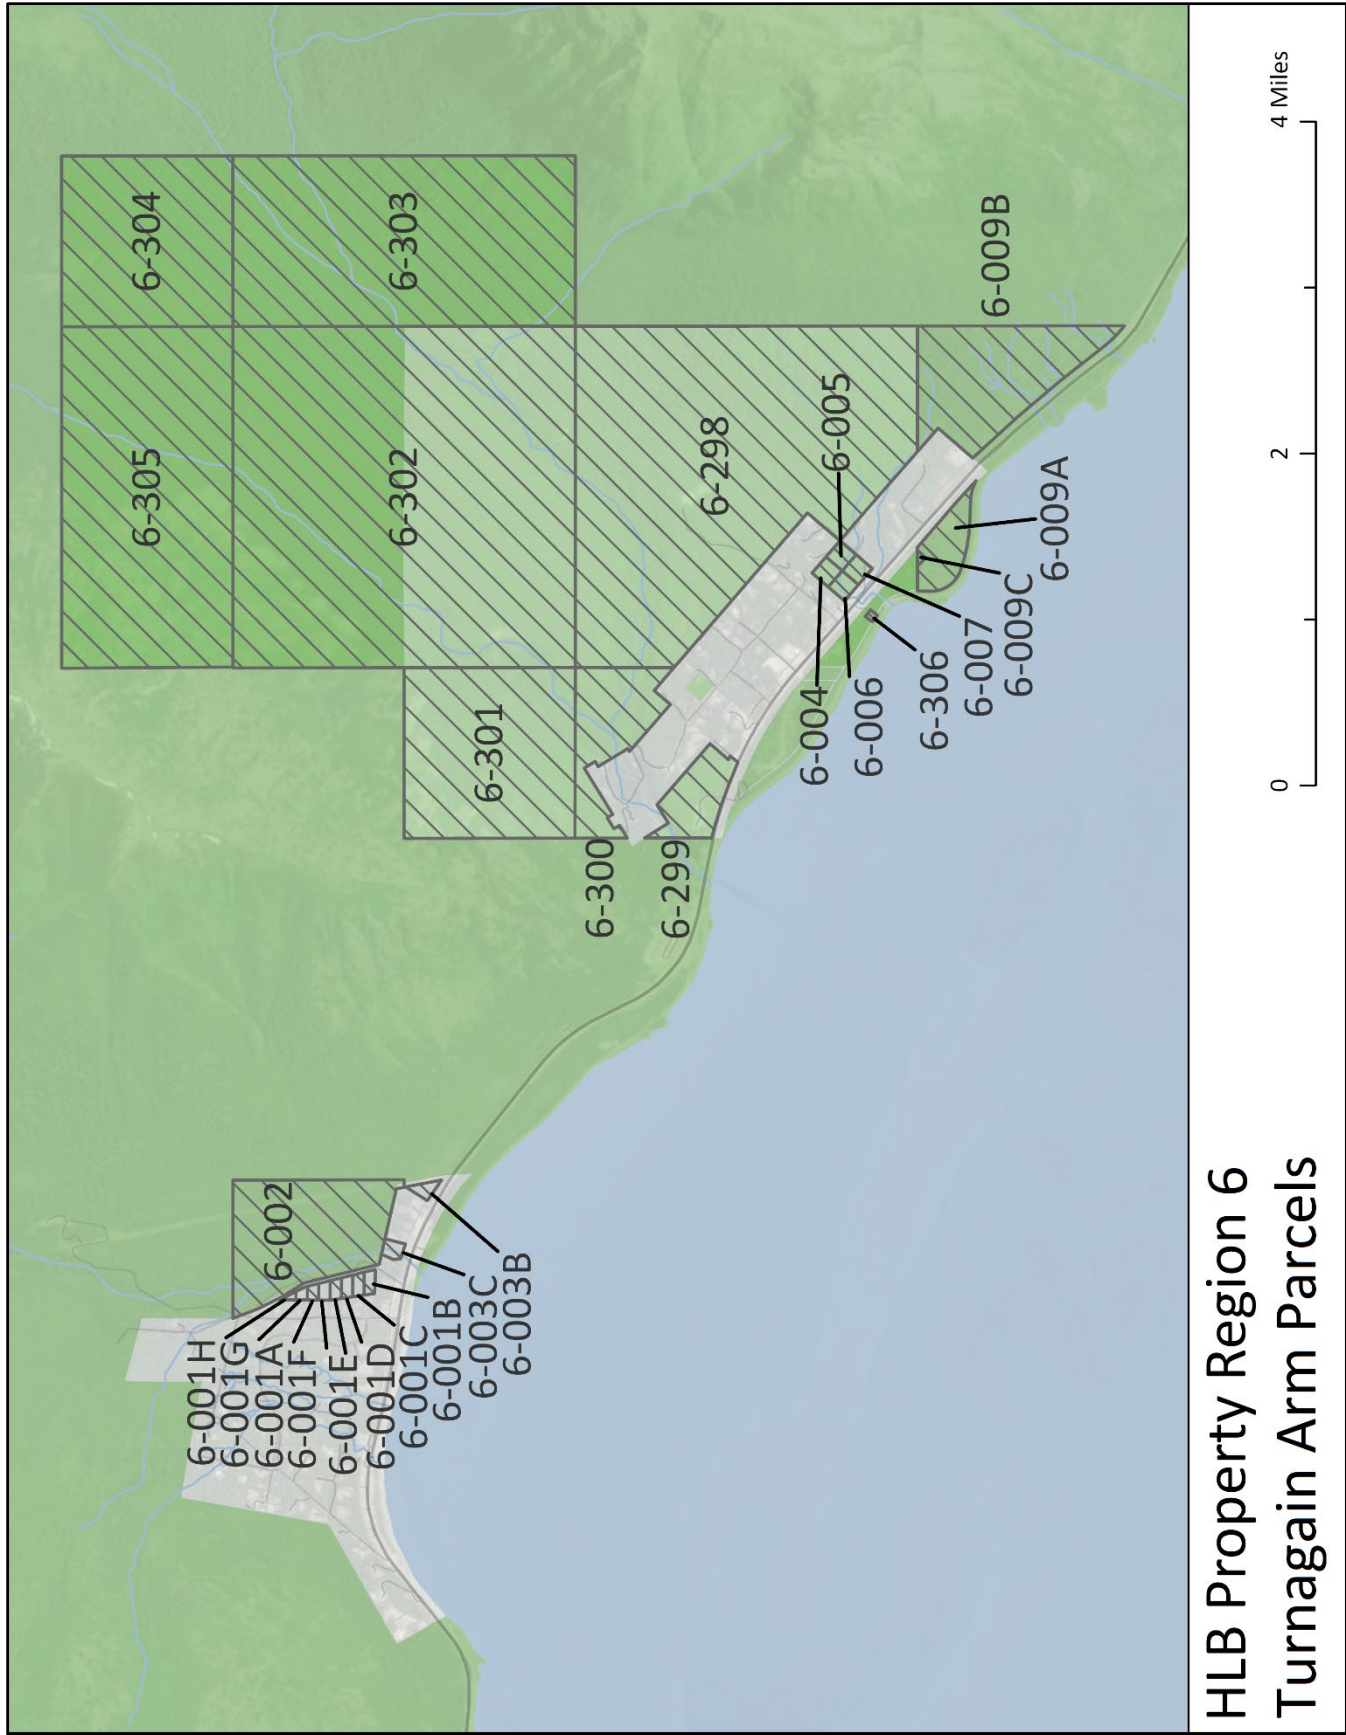 6-001H
6-001G
6-001A
6-001F
6-001E
6-001D
6-001C
6-001B
6-003C
6-003B
6-002
6-300
6-299
6-301
6-305
6-304
6-302
6-303
6-298
6-004
6-006
6-005
6-306
6-007
6-009C
6-009A
6-009B
HLB Property Region 6
Turnagain Arm Parcels
0 2 4 Miles